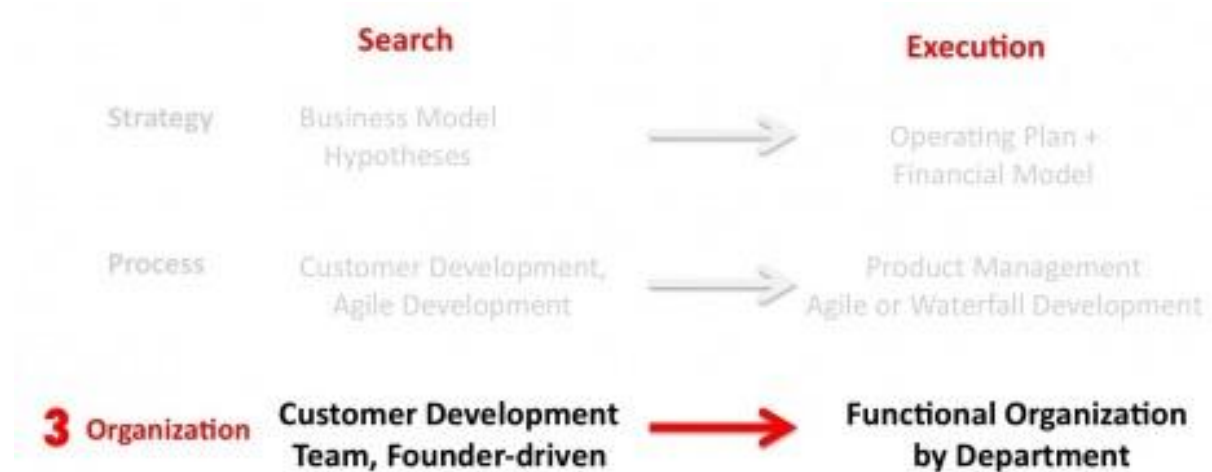 Search
Execution
Strategy
Business Model
Hypotheses
Operating Plan +
Financial Model
Process
Customer Development,
Agile Development
Product Management
Agile or Waterfall Development
3 Organization
Customer Development
Team, Founder-driven
Functional Organization
by Department